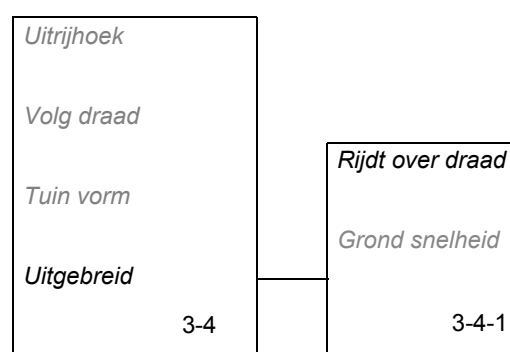 Uitrijhoek
Volg draad
Tuin vorm
Uitgebreid
3-4
Rijdt over draad
Grond snelheid
3-4-1